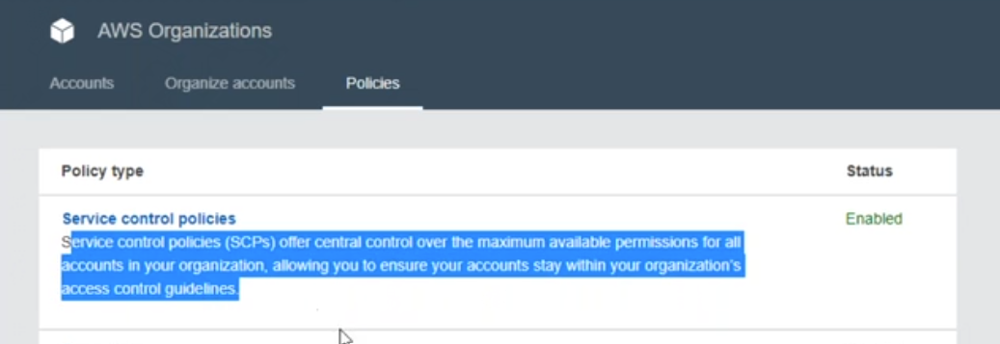 AWS Organizations
Accounts Organize accounts Policies
Policy type Status
Service control policies Enabled
Service control policies (SCPs) offer central control over the maximum available permissions for all
accounts in your organization, allowing you to ensure your accounts stay within your organization's
access control guidelines.